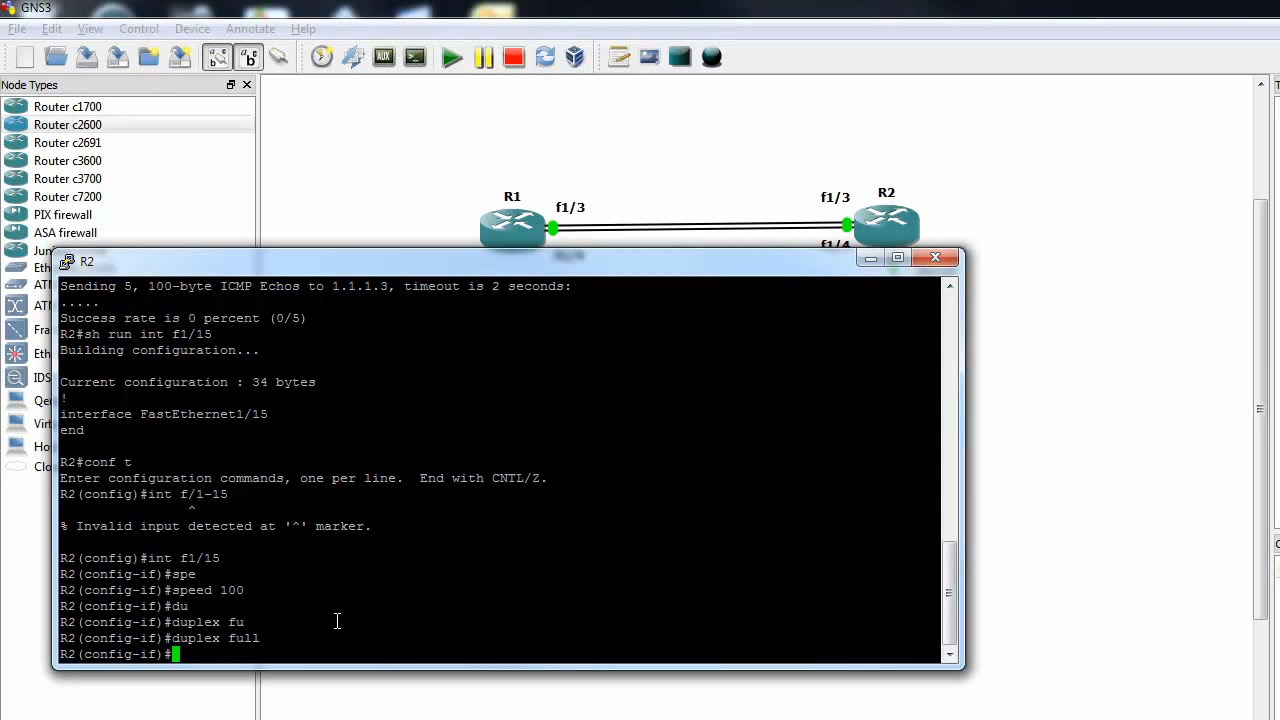 GNS3
File Edit View Control Device Annotate Help
AUX
Node Types
Router c1700
Router c2600
Router c2691
Router c3600
Router c3700
Router c7200
PIX firewall
ASA firewall
R1
f1/3
f1/3
R2
f1/4
R2
Sending 5, 100-byte ICMP Echos to 1.1.1.3, timeout is 2 seconds:
.....
Success rate is 0 percent (0/5)
R2#sh run int f1/15
Building configuration...
Current configuration : 34 bytes
!
interface FastEthernet1/15
end
R2#conf t
Enter configuration commands, one per line.  End with CNTL/Z.
R2(config)#int f/1-15
^
% Invalid input detected at '^' marker.
R2(config)#int f1/15
R2(config-if)#spe
R2(config-if)#speed 100
R2(config-if)#du
R2(config-if)#duplex fu
R2(config-if)#duplex full
R2(config-if)#